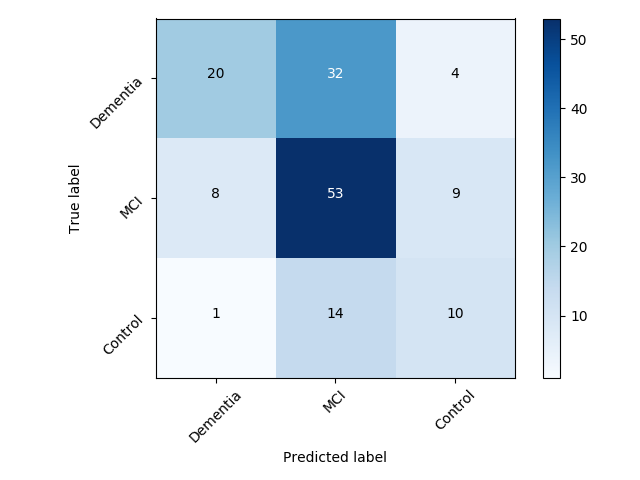 Dementia 20 32 4
MCI 8 53 9
Control 1 14 10
Dementia MCI Control
True label
Predicted label
50
40
30
20
10